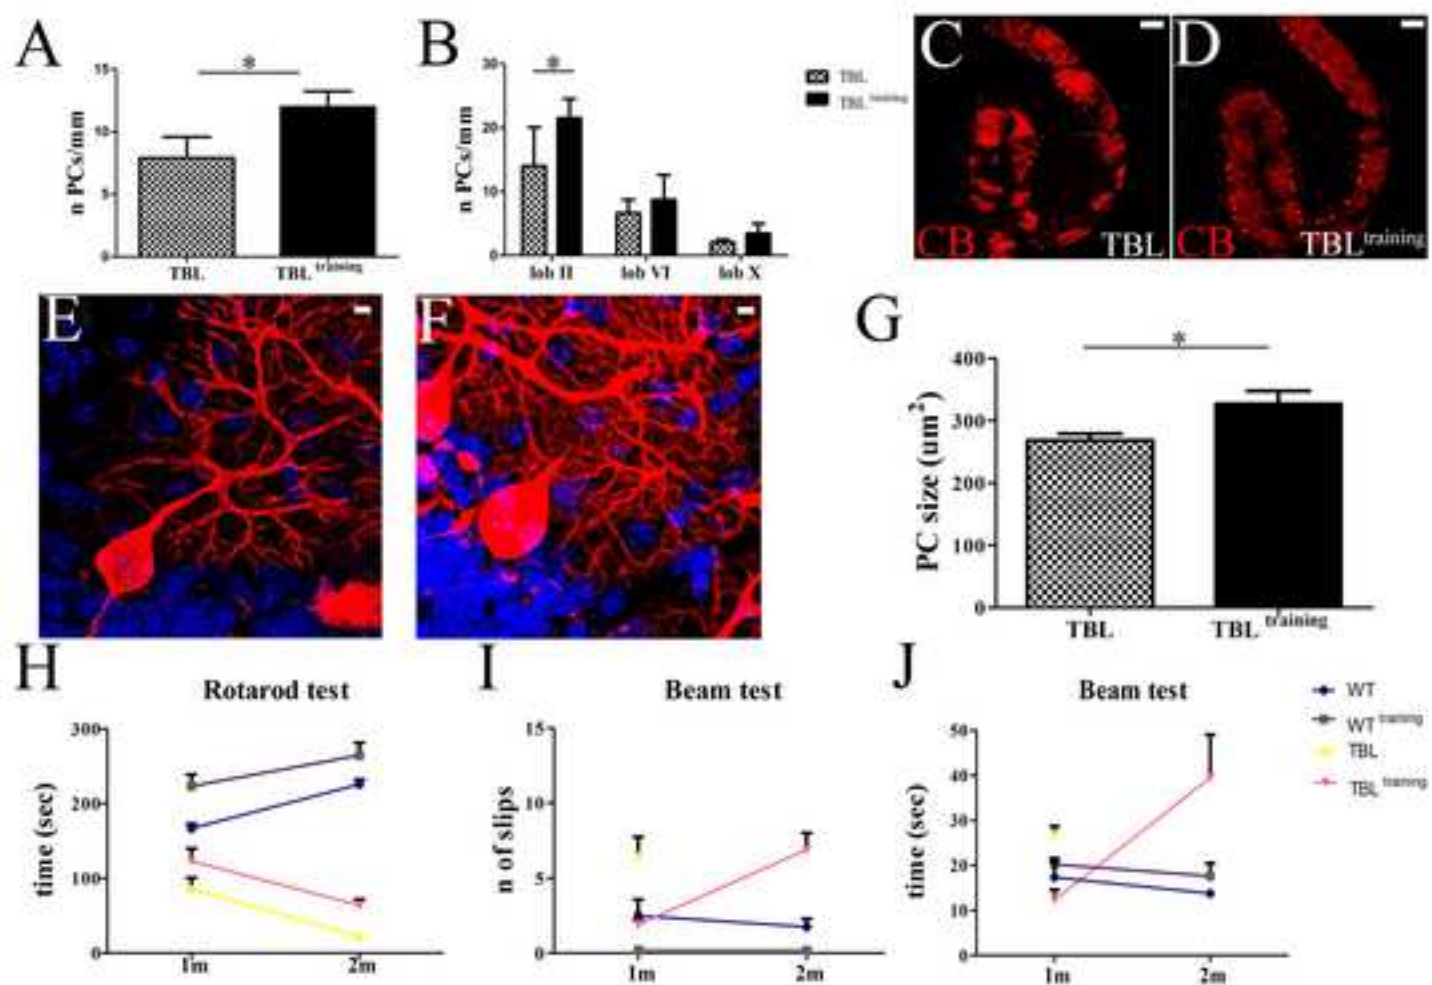 A
B
C
D
15
10
5
0
n PCs/mm
*
TBL
TBL training
30
20
10
0
n PCs/mm
*
lob II
lob VI
lob X
TBL
TBL training
CB
TBL
CB
TBL training
E
F
G
400
300
200
100
0
PC size (um²)
*
TBL
TBL training
H
Rotarod test
300
200
100
0
time (sec)
1m
2m
I
Beam test
15
10
5
0
n of slips
1m
2m
J
Beam test
50
40
30
20
10
0
time (sec)
1m
2m
WT
WT training
TBL
TBL training